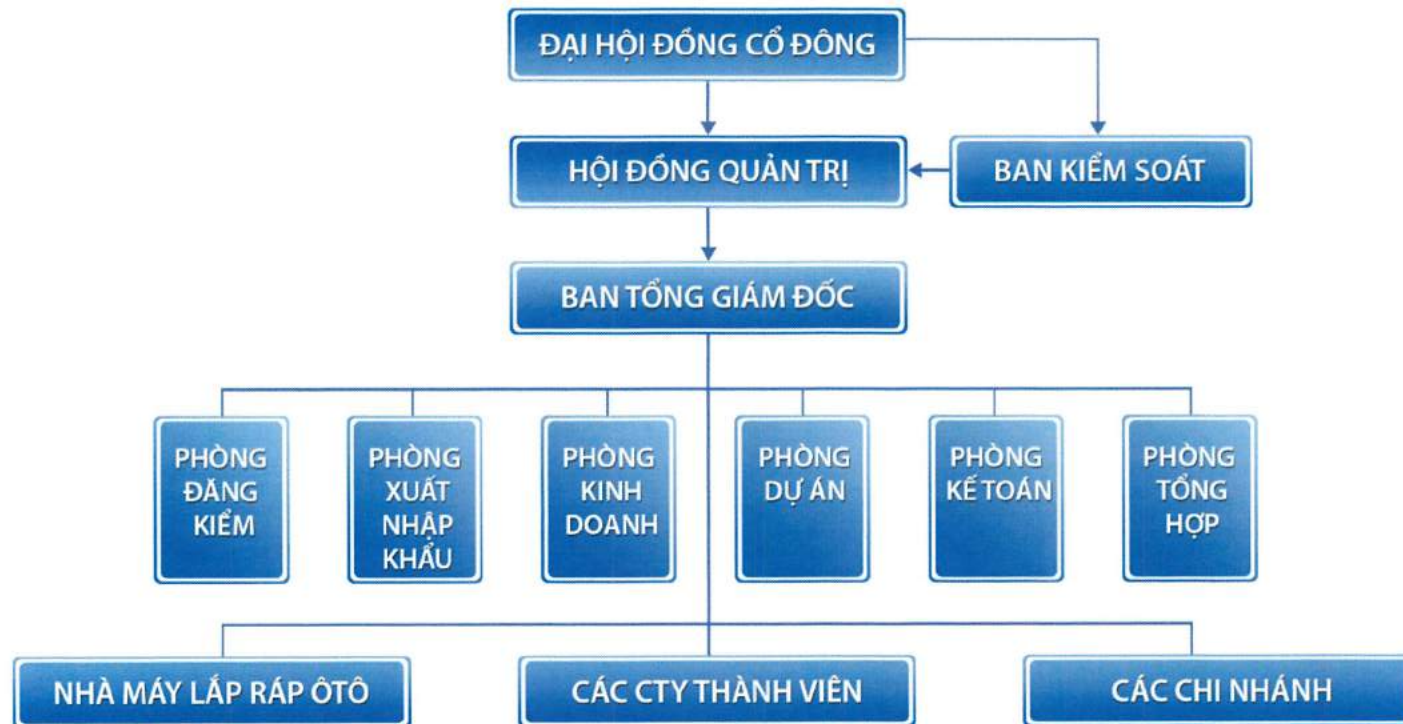 ĐẠI HỘI ĐỒNG CỔ ĐÔNG
HỘI ĐỒNG QUẢN TRỊ
BAN KIỂM SOÁT
BAN TỔNG GIÁM ĐỐC
PHÒNG
ĐĂNG
KIỂM
PHÒNG
XUẤT
NHẬP
KHẨU
PHÒNG
KINH
DOANH
PHÒNG
DỰ ÁN
PHÒNG
KẾ TOÁN
PHÒNG
TỔNG
HỢP
NHÀ MÁY LẮP RÁP ÔTÔ
CÁC CTY THÀNH VIÊN
CÁC CHI NHÁNH